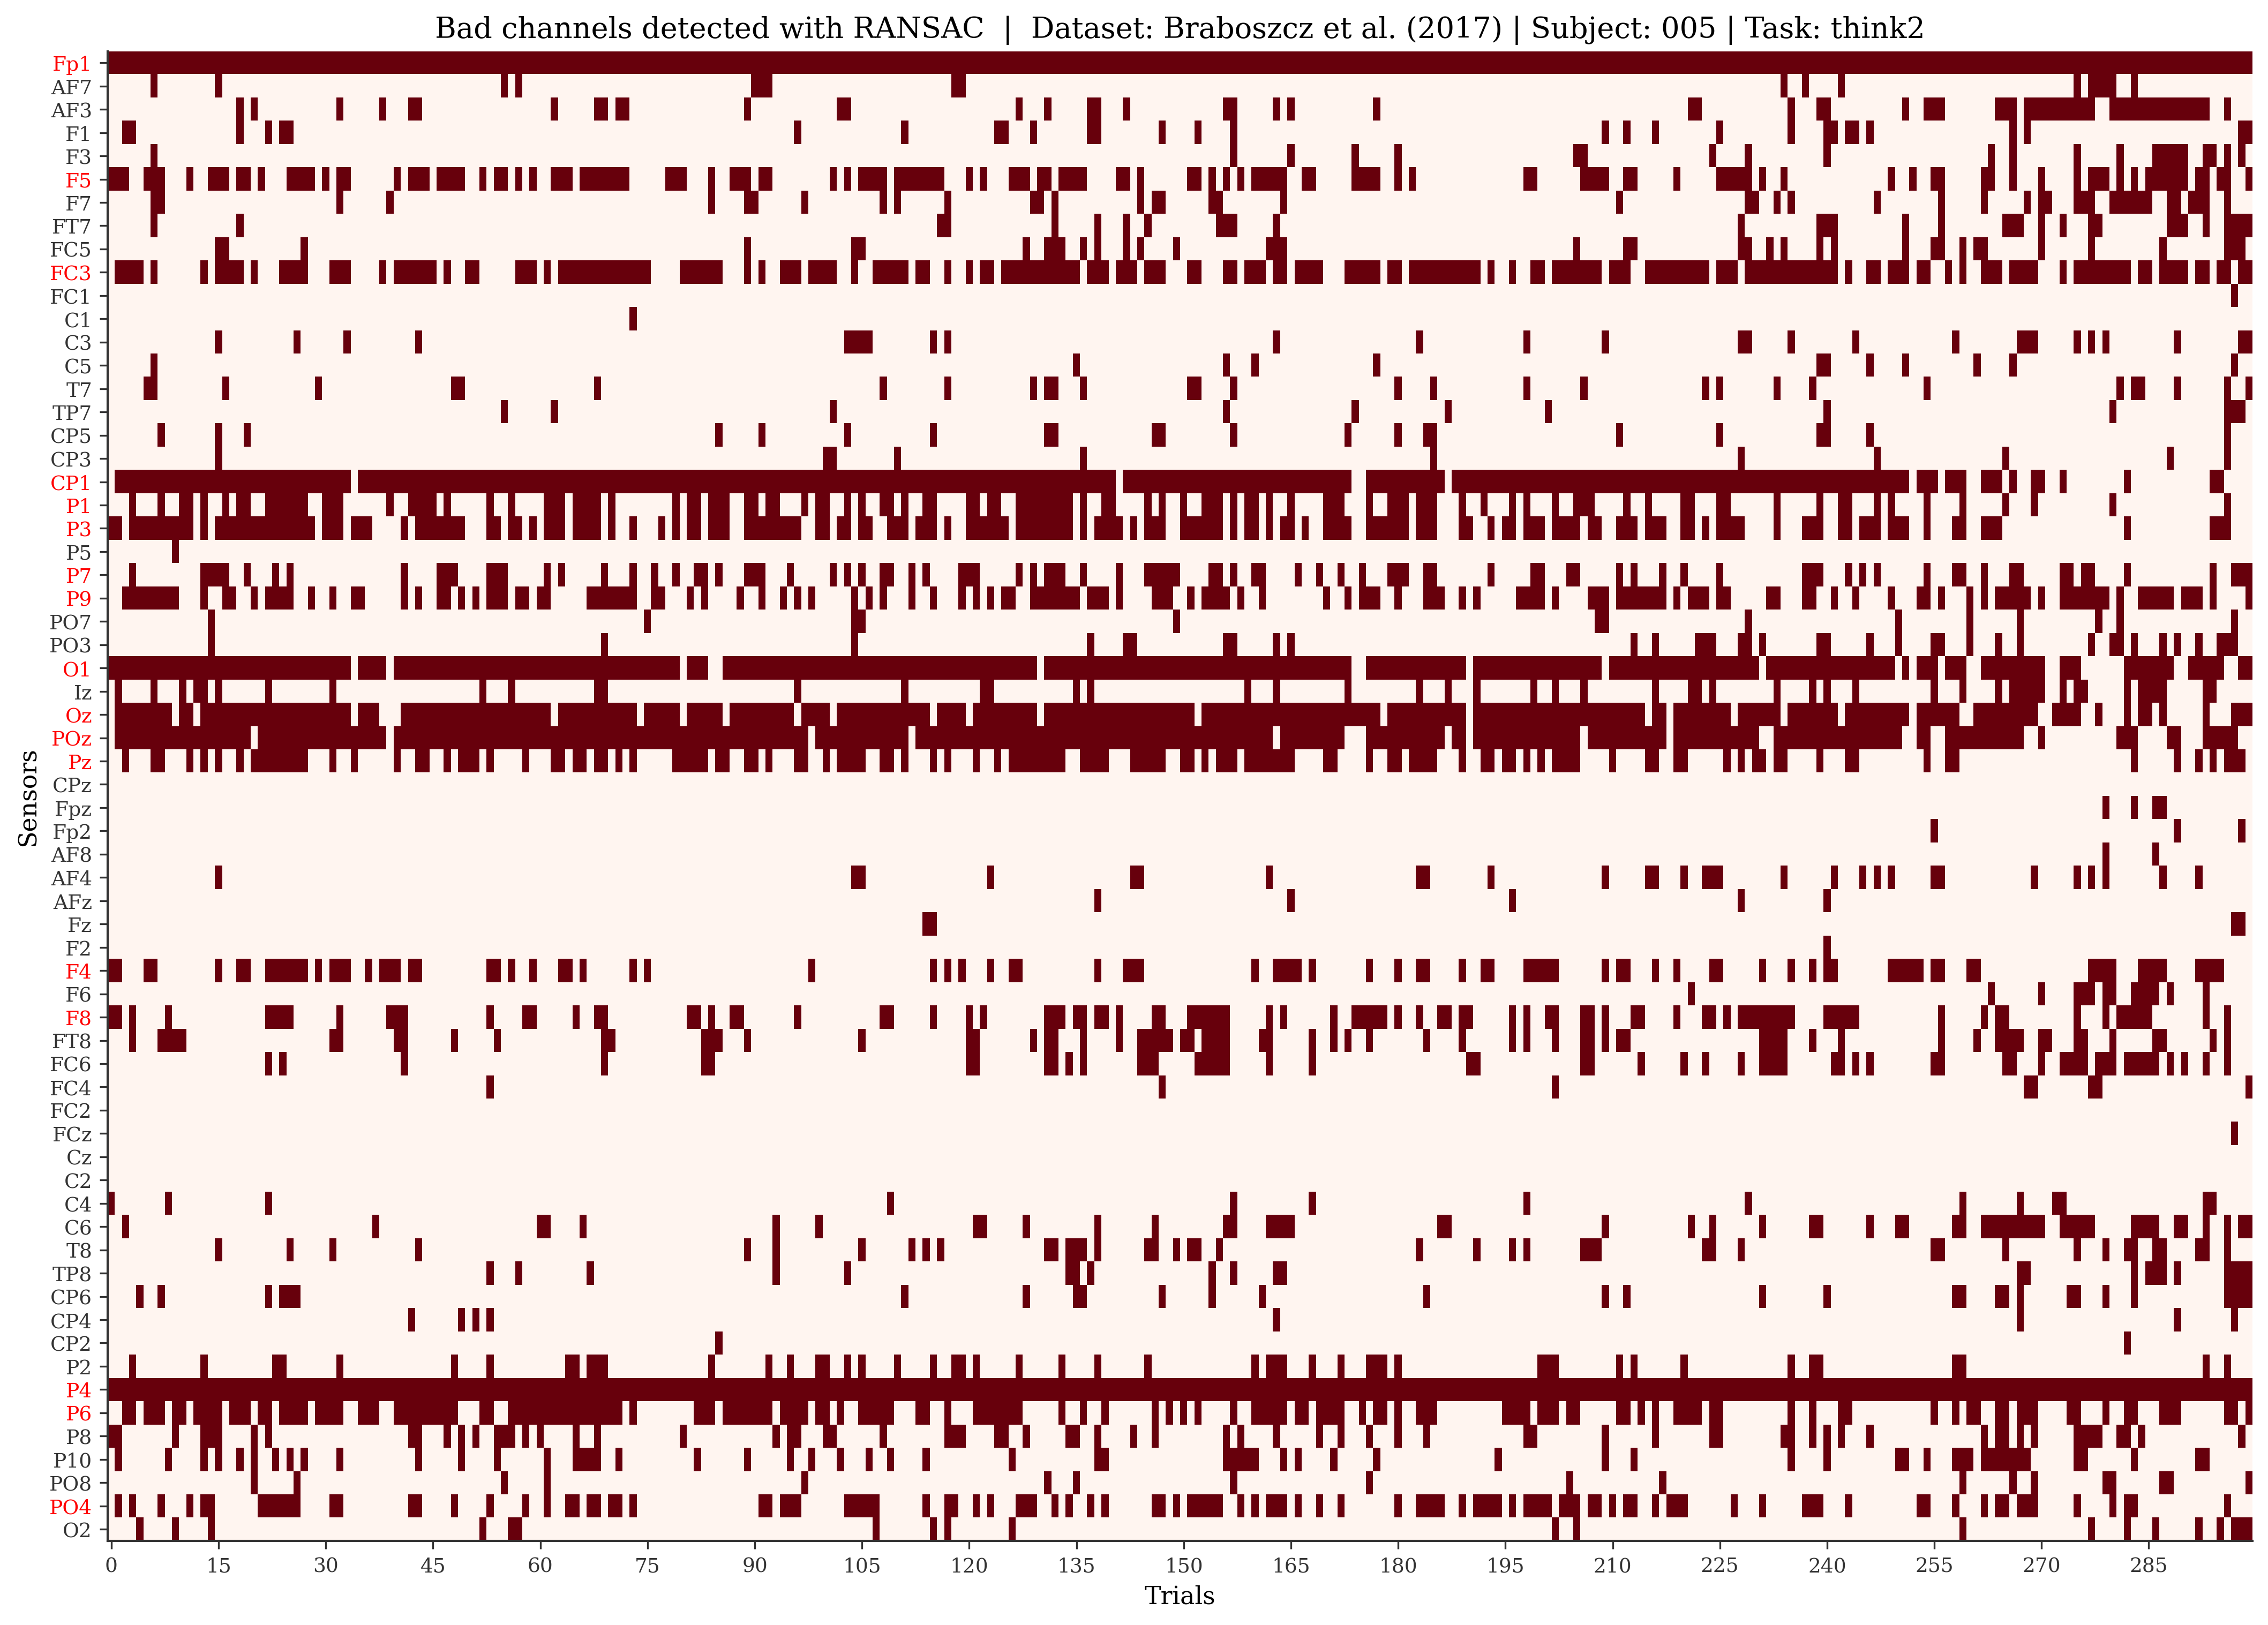 Bad channels detected with RANSAC | Dataset: Braboszcz et al. (2017) | Subject: 005 | Task: think2
Sensors
Fp1
AF7
AF3
F1
F3
F5
F7
FT7
FC5
FC3
FC1
C1
C3
C5
T7
TP7
CP5
CP3
CP1
P1
P3
P5
P7
P9
PO7
PO3
O1
Iz
Oz
POz
Pz
CPz
Fpz
Fp2
AF8
AF4
AFz
Fz
F2
F4
F6
F8
FT8
FC6
FC4
FC2
FCz
Cz
C2
C4
C6
T8
TP8
CP6
CP4
CP2
P2
P4
P6
P8
P10
PO8
PO4
O2
0 15 30 45 60 75 90 105 120 135 150 165 180 195 210 225 240 255 270 285
Trials